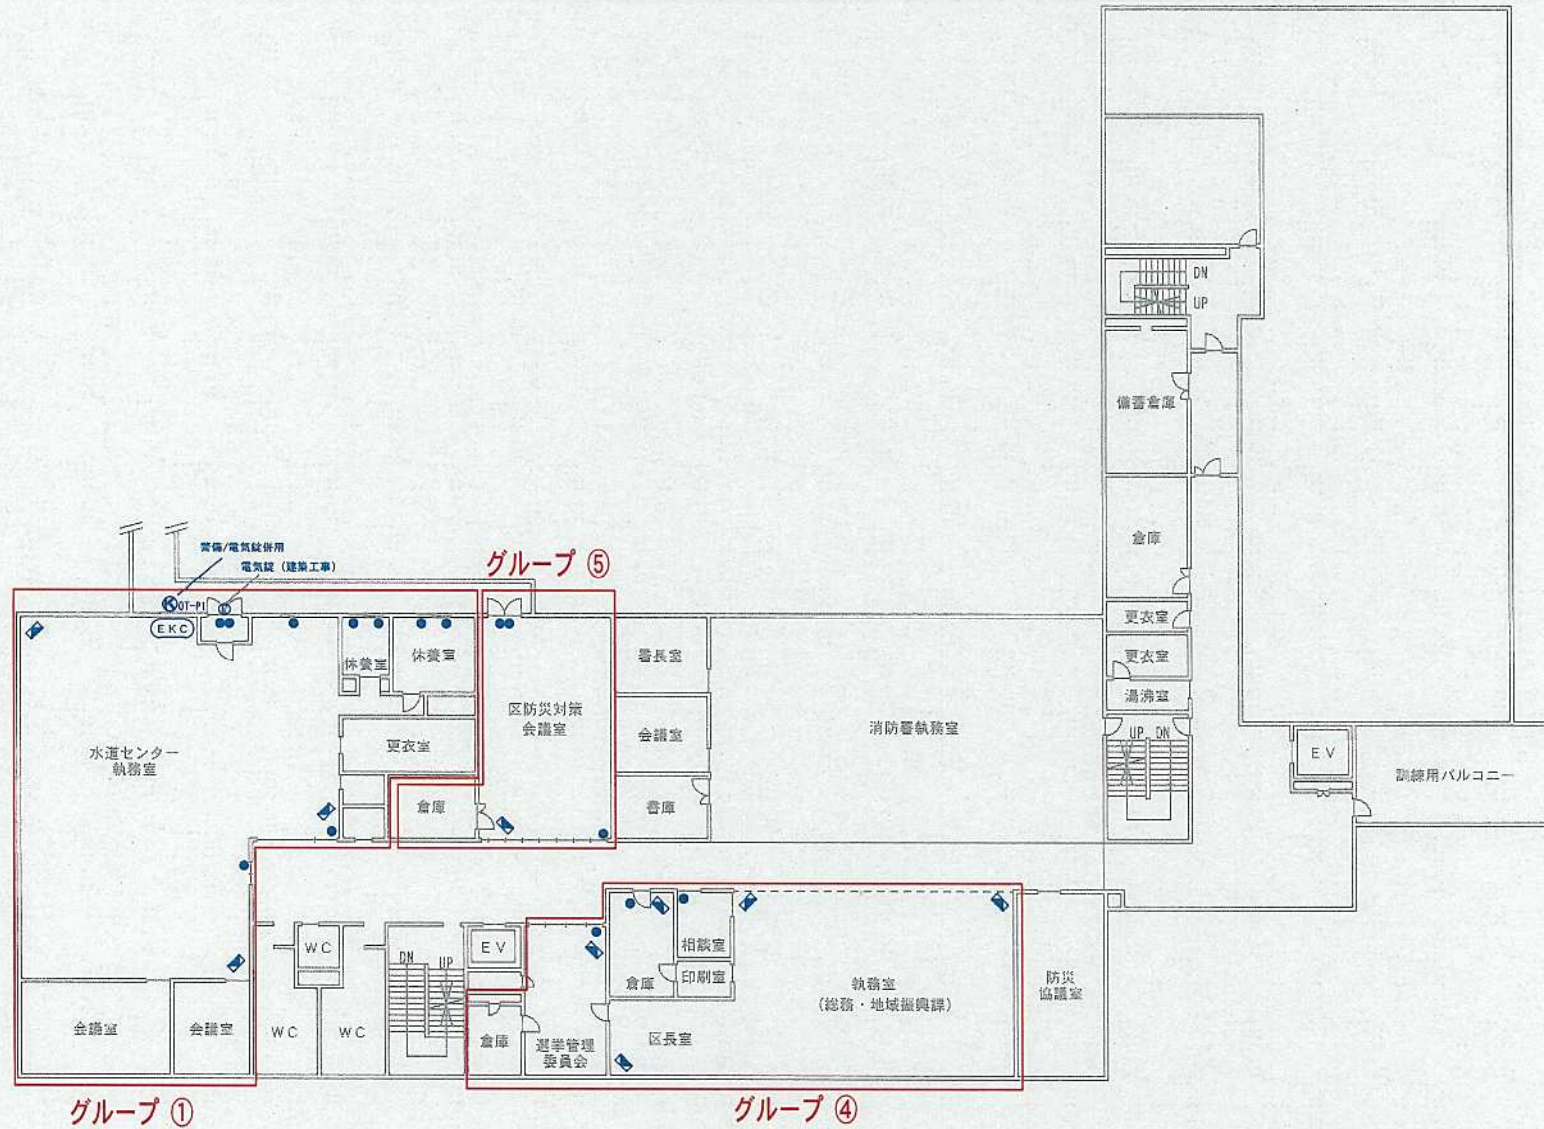 DN
UP
備蓄倉庫
倉庫
警備/電気錠併用
電気錠（建築工事）
グループ ⑤
K
OT-P1
EKC
更衣室
休養室
休養室
署長室
更衣室
区防災対策
会議室
湯沸室
水道センター
執務室
更衣室
会議室
消防署執務室
UP
DN
EV
訓練用バルコニー
倉庫
書庫
WC
DN
UP
EV
相談室
倉庫
印刷室
執務室
（総務・地域振興課）
防災
協議室
会議室
会議室
WC
WC
倉庫
選挙管理
委員会
区長室
グループ ①
グループ ④